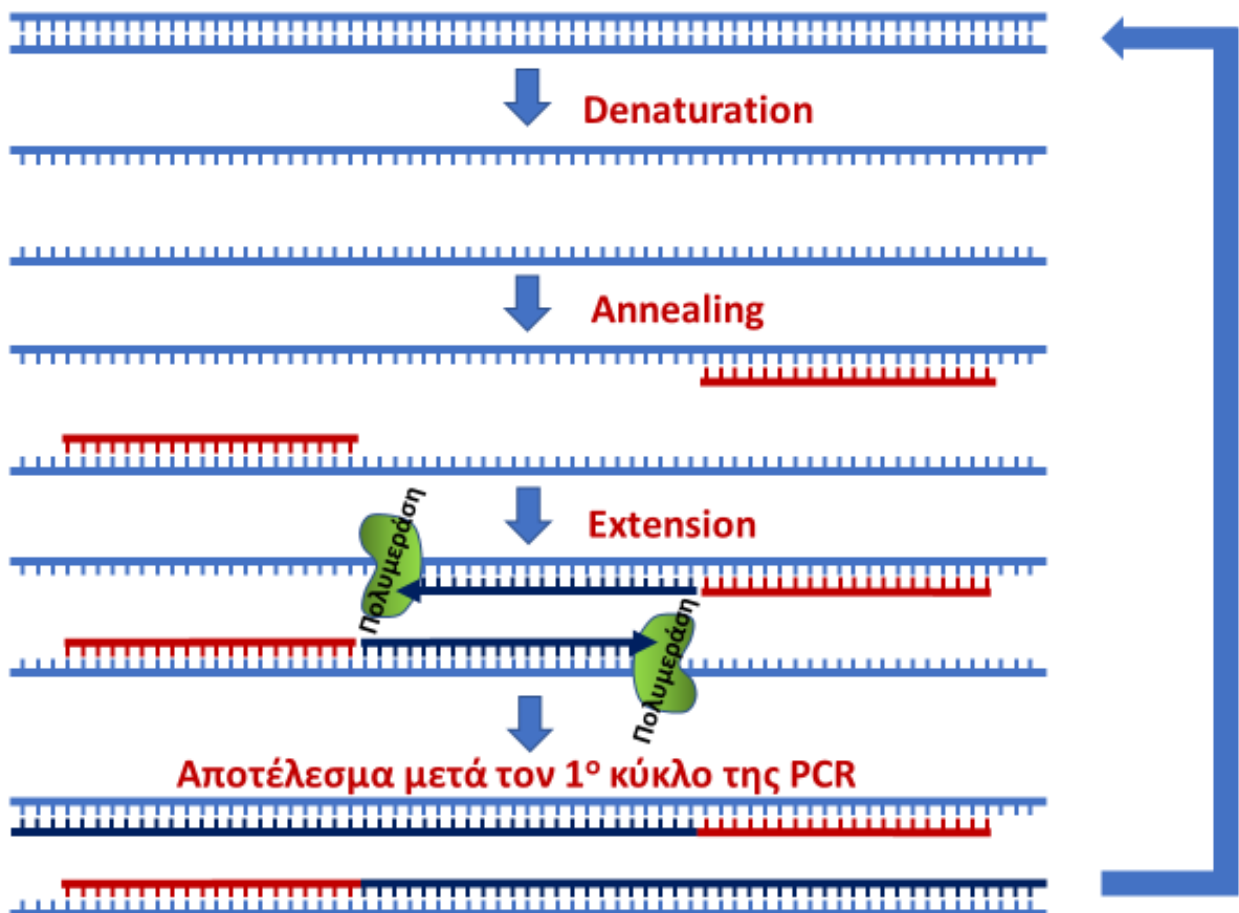 Denaturation
Annealing
Extension
Πολυμεράση
Πολυμεράση
Αποτέλεσμα μετά τον 1ο κύκλο της PCR